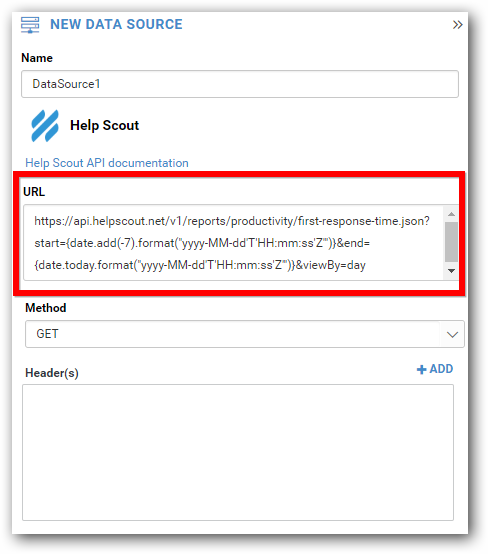 NEW DATA SOURCE
Name
DataSource1
Help Scout
Help Scout API documentation
URL
https://api.helpscout.net/v1/reports/productivity/first-response-time.json?
start={date.add(-7).format("yyyy-MM-dd'T'HH:mm:ss'Z'")}&end=
{date.today.format("yyyy-MM-dd'T'HH:mm:ss'Z'")}&viewBy=day
Method
GET
Header(s)
ADD